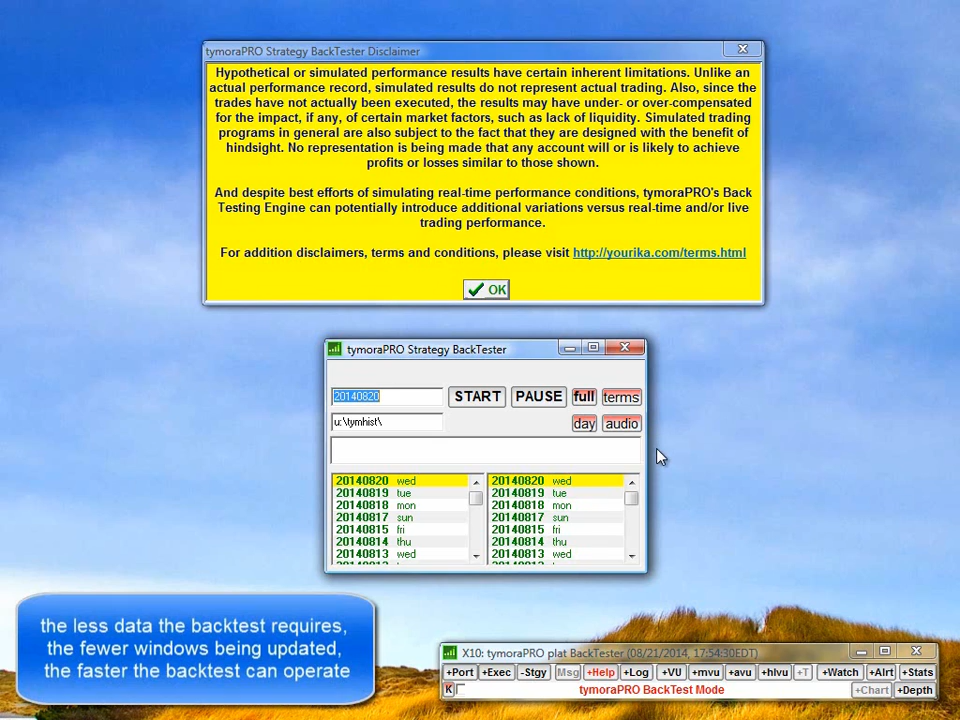 tymoraPRO Strategy BackTester Disclaimer
Hypothetical or simulated performance results have certain inherent limitations. Unlike an
actual performance record, simulated results do not represent actual trading. Also, since the
trades have not actually been executed, the results may have under- or over-compensated
for the impact, if any, of certain market factors, such as lack of liquidity. Simulated trading
programs in general are also subject to the fact that they are designed with the benefit of
hindsight. No representation is being made that any account will or is likely to achieve
profits or losses similar to those shown.
And despite best efforts of simulating real-time performance conditions, tymoraPRO's Back
Testing Engine can potentially introduce additional variations versus real-time and/or live
trading performance.
For addition disclaimers, terms and conditions, please visit http://yourika.com/terms.html
OK
tymoraPRO Strategy BackTester
20140820 START PAUSE full terms
u:\tymhist\ day audio
20140820 wed 20140820 wed
20140819 tue 20140819 tue
20140818 mon 20140818 mon
20140817 sun 20140817 sun
20140815 fri 20140815 fri
20140814 thu 20140814 thu
20140813 wed 20140813 wed
the less data the backtest requires,
the fewer windows being updated,
the faster the backtest can operate
X10: tymoraPRO plat BackTester (08/21/2014, 17:54:30EDT)
+Port +Exec -Stgy Msg +Help +Log +VU +mvu +avu +hlvu +T +Watch +Alrt +Stats
K tymoraPRO BackTest Mode +Chart +Depth